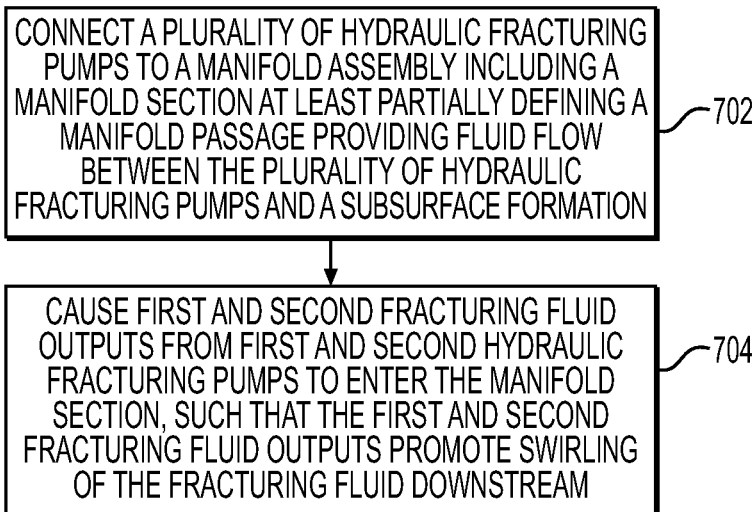 CONNECT A PLURALITY OF HYDRAULIC FRACTURING
PUMPS TO A MANIFOLD ASSEMBLY INCLUDING A
MANIFOLD SECTION AT LEAST PARTIALLY DEFINING A
MANIFOLD PASSAGE PROVIDING FLUID FLOW
BETWEEN THE PLURALITY OF HYDRAULIC
FRACTURING PUMPS AND A SUBSURFACE FORMATION
702
CAUSE FIRST AND SECOND FRACTURING FLUID
OUTPUTS FROM FIRST AND SECOND HYDRAULIC
FRACTURING PUMPS TO ENTER THE MANIFOLD
SECTION, SUCH THAT THE FIRST AND SECOND
FRACTURING FLUID OUTPUTS PROMOTE SWIRLING
OF THE FRACTURING FLUID DOWNSTREAM
704